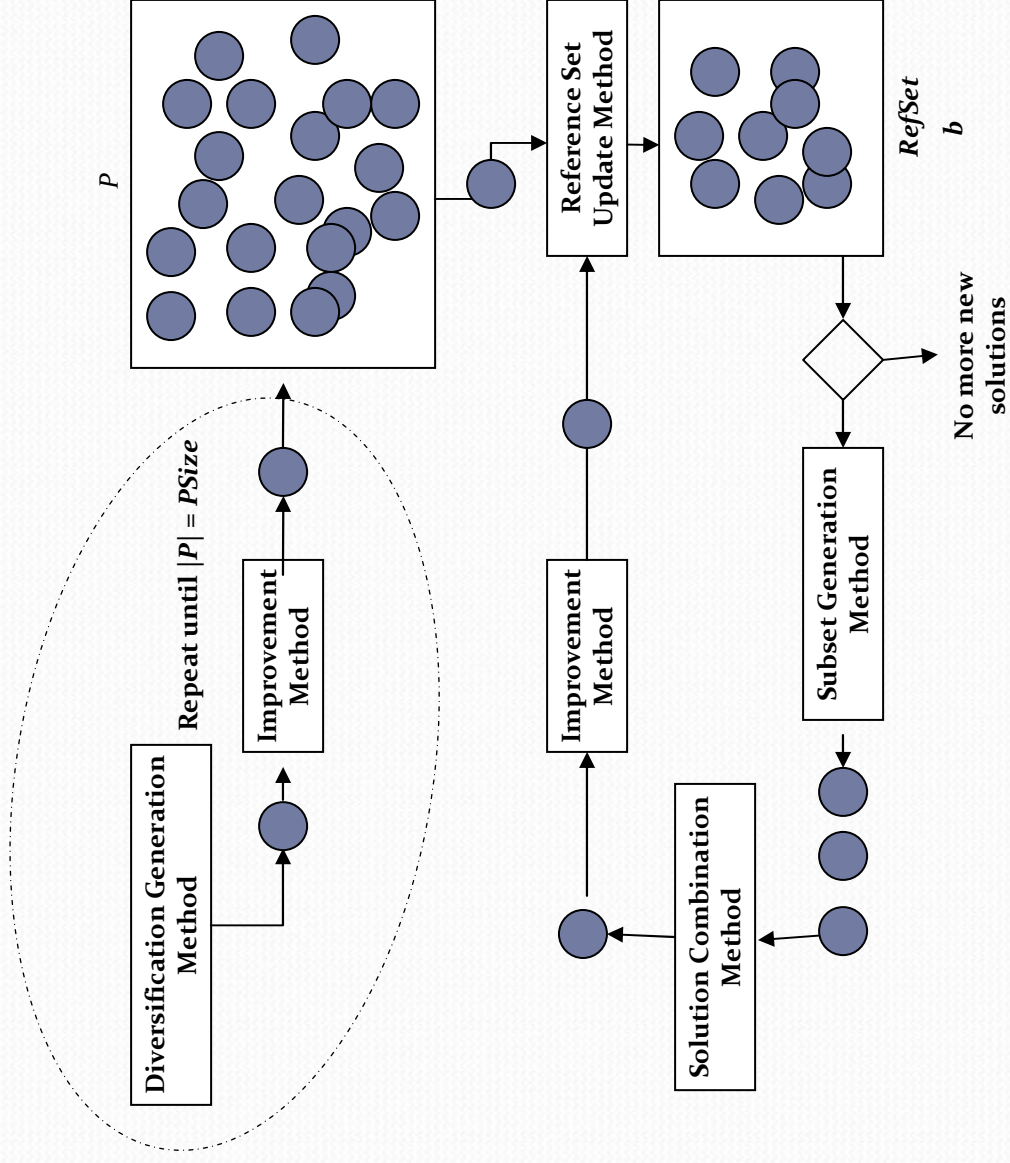 Diversification Generation
Method
Repeat until |P| = PSize
Improvement
Method
P
Reference Set
Update Method
Improvement
Method
Solution Combination
Method
Subset Generation
Method
RefSet
b
No more new
solutions